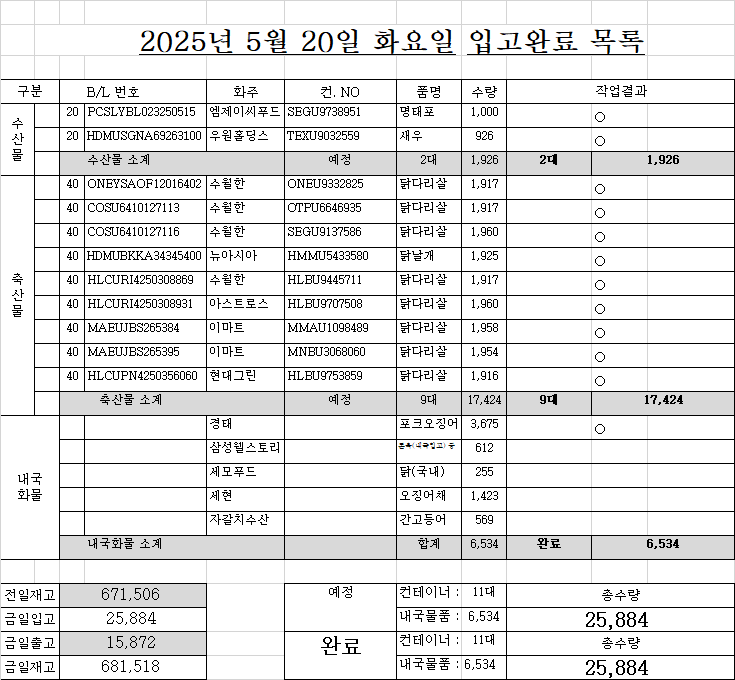 2025년 5월 20일 화요일 입고완료 목록
구분 B/L 번호 화주 컨. NO 품명 수량 작업결과
수산물
20 PCSLYBL023250515 엠제이씨푸드 SEGU9738951 명태포 1,000 ○
20 HDMUSGNA69263100 우원홀딩스 TEXU9032559 새우 926 ○
수산물 소계 예정 2대 1,926 2대 1,926
축산물
40 ONEYSAOF12016402 수월한 ONEU9332825 닭다리살 1,917 ○
40 COSU6410127113 수월한 OTPU6646935 닭다리살 1,917 ○
40 COSU6410127116 수월한 SEGU9137586 닭다리살 1,960 ○
40 HDMUBKKA34345400 뉴아시아 HMMU5433580 닭날개 1,925 ○
40 HLCURI4250308869 수월한 HLBU9445711 닭다리살 1,917 ○
40 HLCURI4250308931 아스트로스 HLBU9707508 닭다리살 1,960 ○
40 MAEUJBS265384 이마트 MMAU1098489 닭다리살 1,958 ○
40 MAEUJBS265395 이마트 MNBU3068060 닭다리살 1,954 ○
40 HLCUPN4250356060 현대그린 HLBU9753859 닭다리살 1,916 ○
축산물 소계 예정 9대 17,424 9대 17,424
내국화물
경태 포크오징어 3,675 ○
삼성웰스토리 612
세모푸드 닭(국내) 255
세현 오징어채 1,423
자갈치수산 간고등어 569
내국화물 소계 합계 6,534 완료 6,534
전일재고 671,506 예정 컨테이너 : 11대 총수량
금일입고 25,884 내국물품 : 6,534 25,884
금일출고 15,872 완료 컨테이너 : 11대 총수량
금일재고 681,518 내국물품 : 6,534 25,884